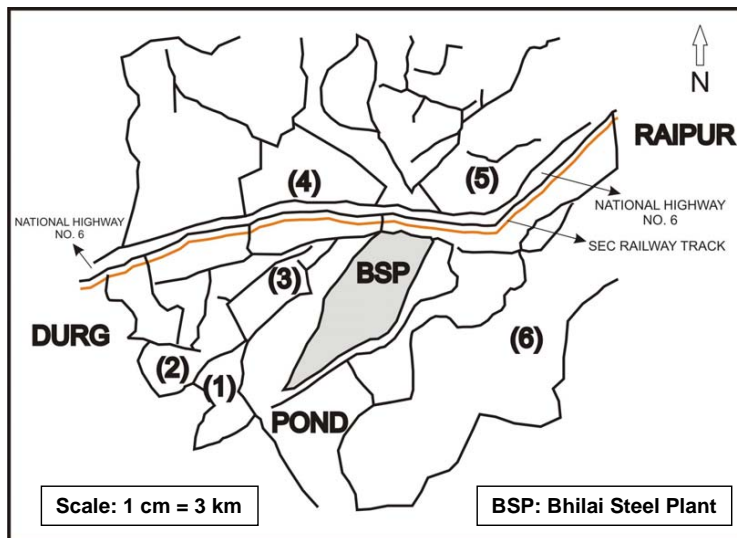 N
RAIPUR
(4)
(5)
NATIONAL HIGHWAY
NO. 6
NATIONAL HIGHWAY
NO. 6
SEC RAILWAY TRACK
(3)
BSP
DURG
(2)
(1)
(6)
POND
Scale: 1 cm = 3 km
BSP: Bhilai Steel Plant